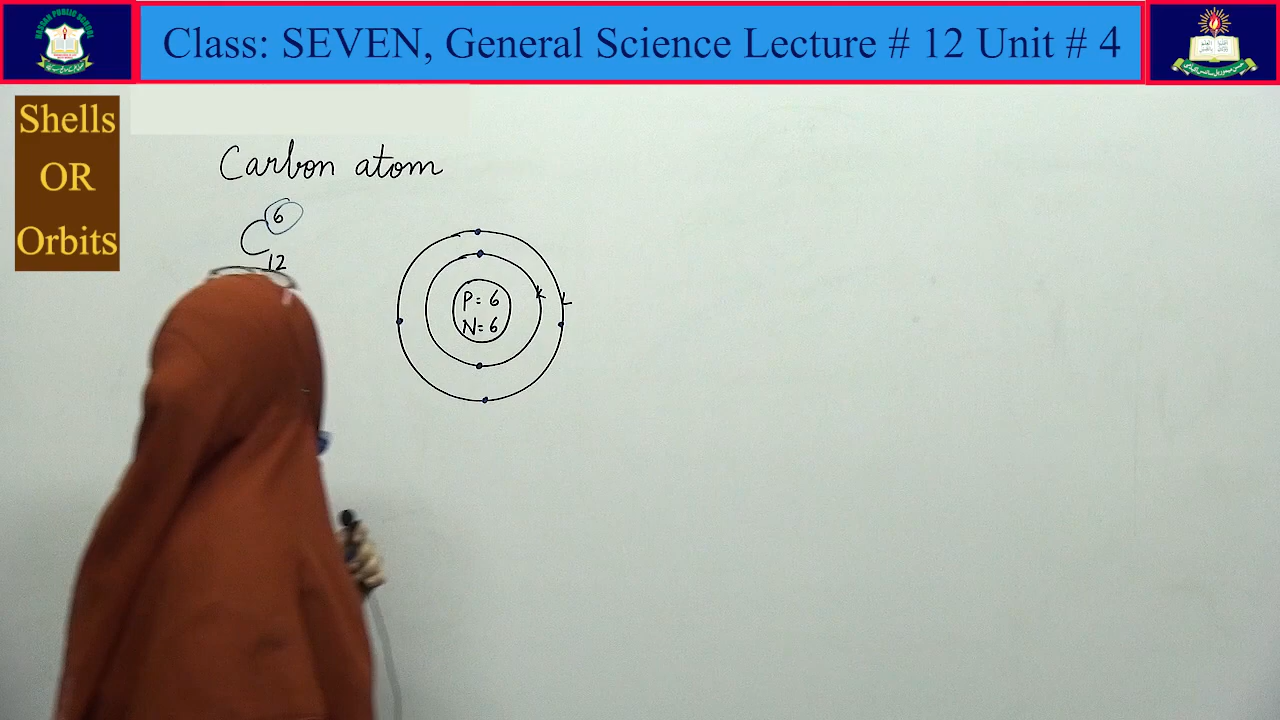 Class: SEVEN, General Science Lecture # 12 Unit # 4
Shells
OR
Orbits
Carbon atom
C 6
12
P = 6
N = 6
K
L